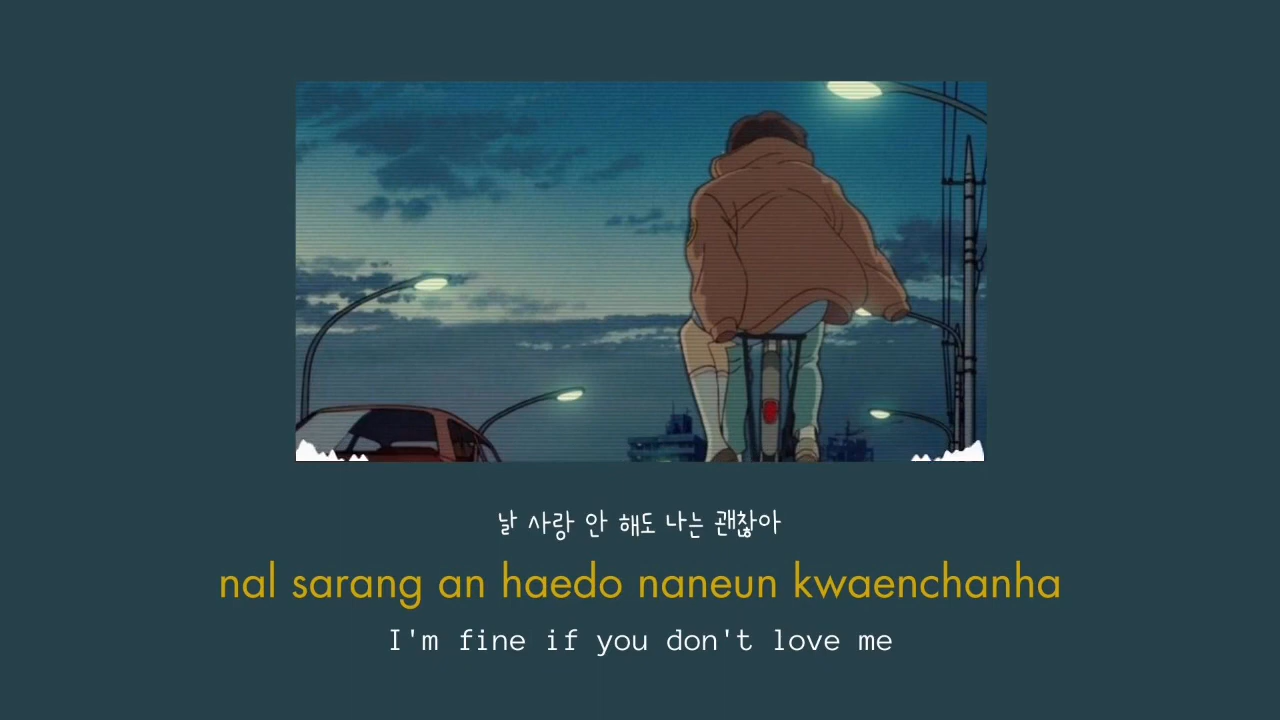 날 사랑 안 해도 나는 괜찮아
nal sarang an haedo naneun kwaenchanha
I'm fine if you don't love me